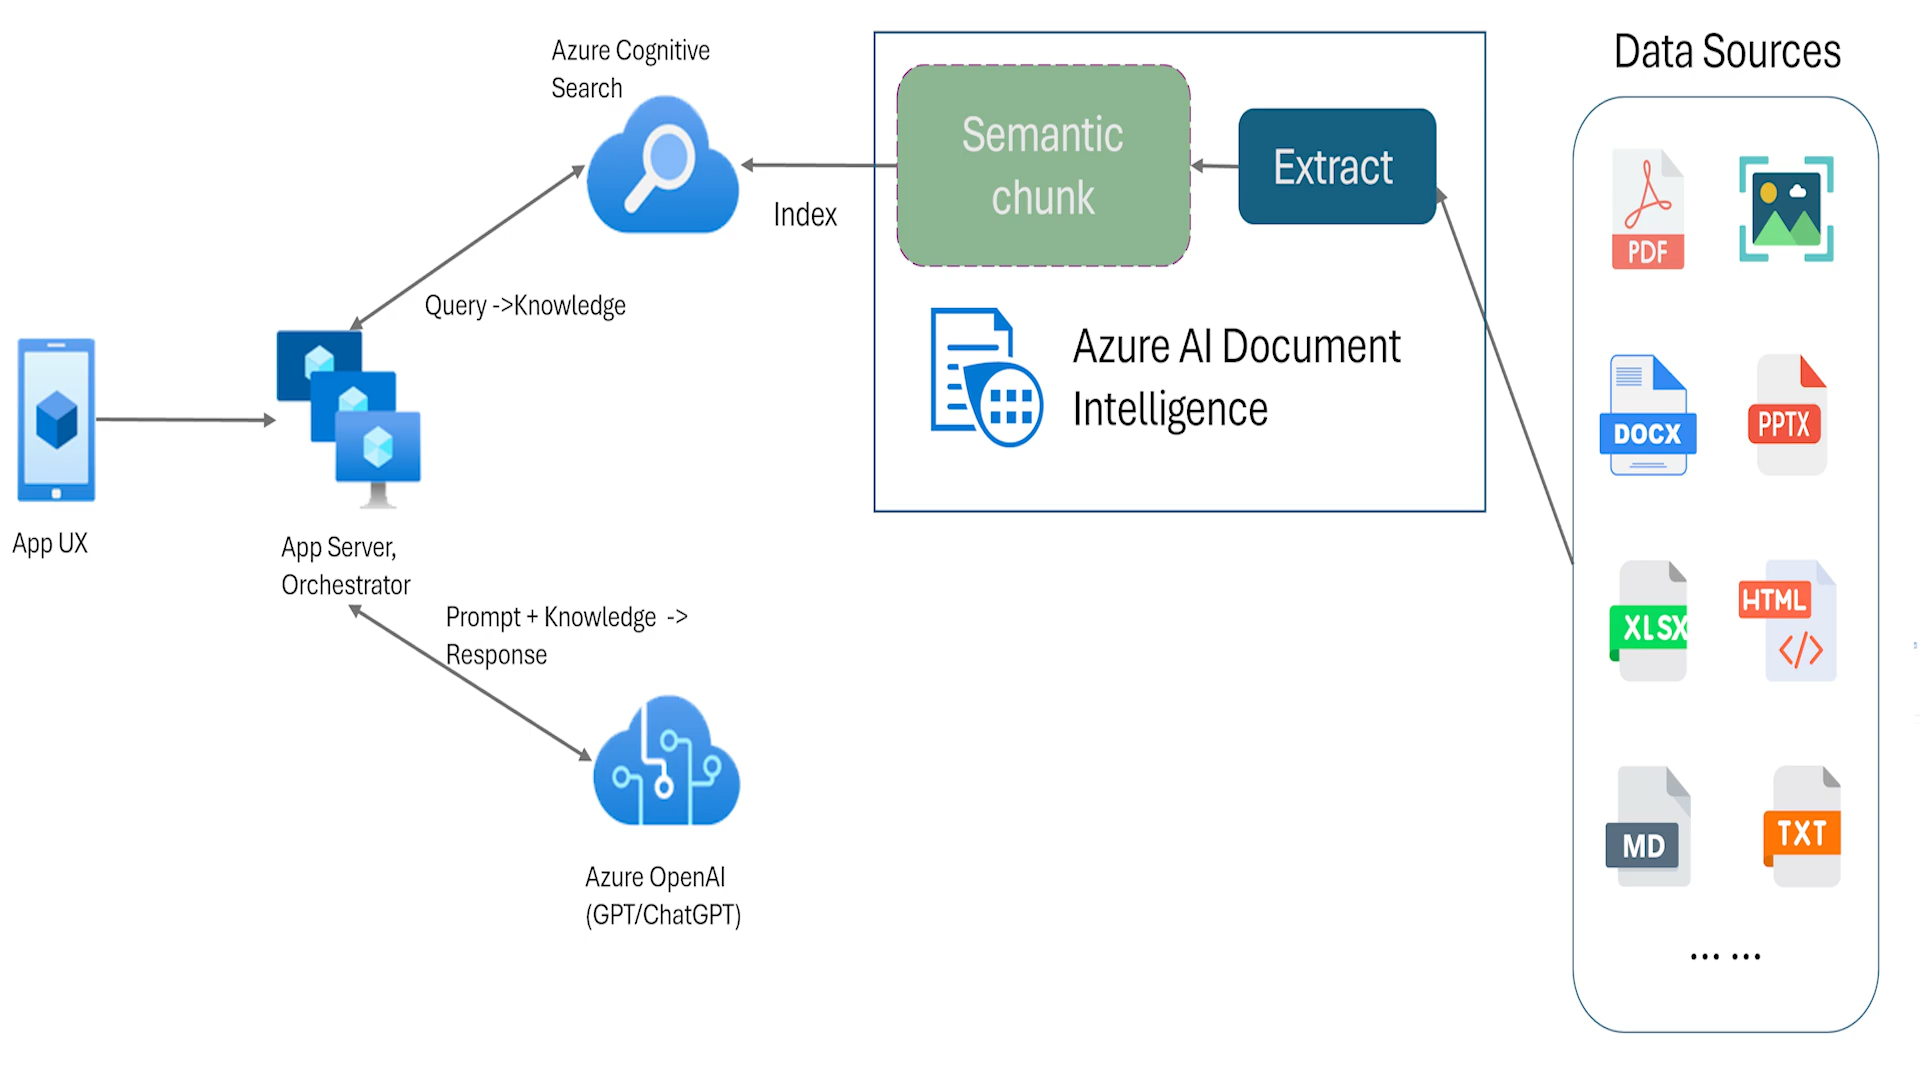 Azure Cognitive
Search
Data Sources
Semantic
chunk
Extract
Index
PDF
Query ->Knowledge
Azure AI Document
Intelligence
DOCX
PPTX
App UX
App Server,
Orchestrator
Prompt + Knowledge ->
Response
XLSX
HTML
</>
MD
TXT
Azure OpenAI
(GPT/ChatGPT)
... ...